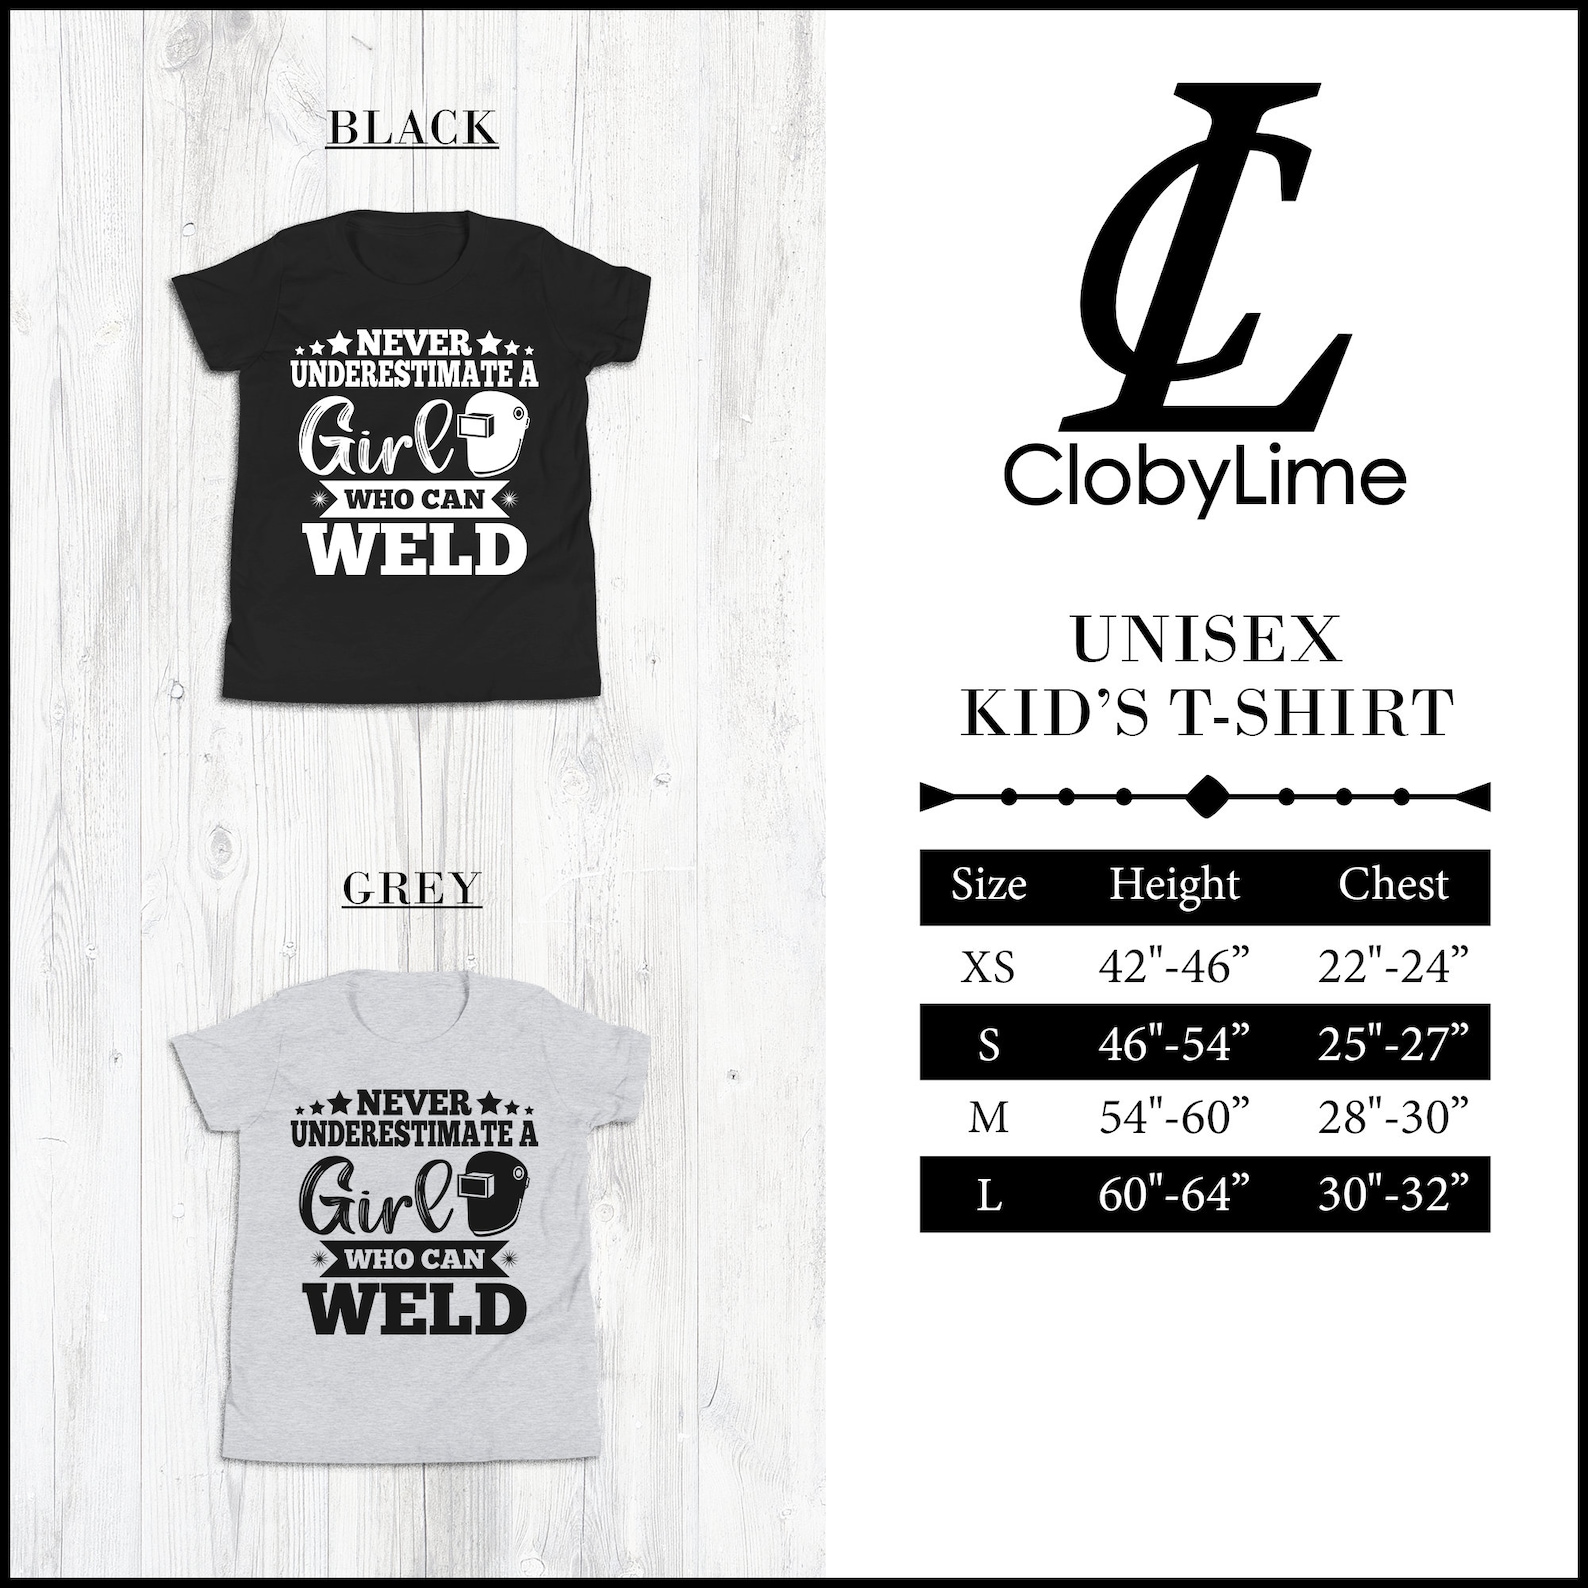 BLACK
NEVER
UNDERESTIMATE A
Girl
WHO CAN
WELD
GREY
NEVER
UNDERESTIMATE A
Girl
WHO CAN
WELD
LC
ClobyLime
UNISEX
KID’S T-SHIRT
Size Height Chest
XS 42"-46” 22"-24”
S 46"-54” 25"-27”
M 54"-60” 28"-30”
L 60"-64” 30"-32”